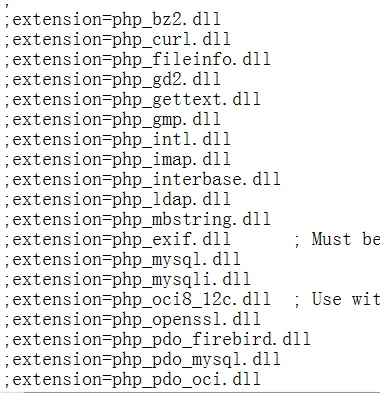 ;
;extension=php_bz2.dll
;extension=php_curl.dll
;extension=php_fileinfo.dll
;extension=php_gd2.dll
;extension=php_gettext.dll
;extension=php_gmp.dll
;extension=php_intl.dll
;extension=php_imap.dll
;extension=php_interbase.dll
;extension=php_ldap.dll
;extension=php_mbstring.dll
;extension=php_exif.dll      ; Must be
;extension=php_mysql.dll
;extension=php_mysqli.dll
;extension=php_oci8_12c.dll  ; Use wit
;extension=php_openssl.dll
;extension=php_pdo_firebird.dll
;extension=php_pdo_mysql.dll
;extension=php_pdo_oci.dll